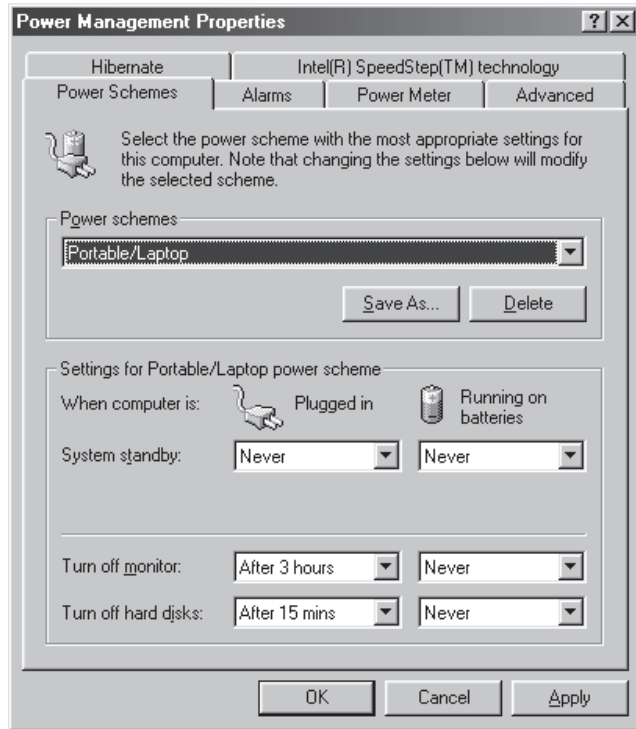 Power Management Properties
Hibernate Intel(R) SpeedStep(TM) technology
Power Schemes Alarms Power Meter Advanced
Select the power scheme with the most appropriate settings for
this computer. Note that changing the settings below will modify
the selected scheme.
Power schemes
Portable/Laptop
Save As... Delete
Settings for Portable/Laptop power scheme
When computer is: Plugged in Running on
batteries
System standby: Never Never
Turn off monitor: After 3 hours Never
Turn off hard disks: After 15 mins Never
OK Cancel Apply